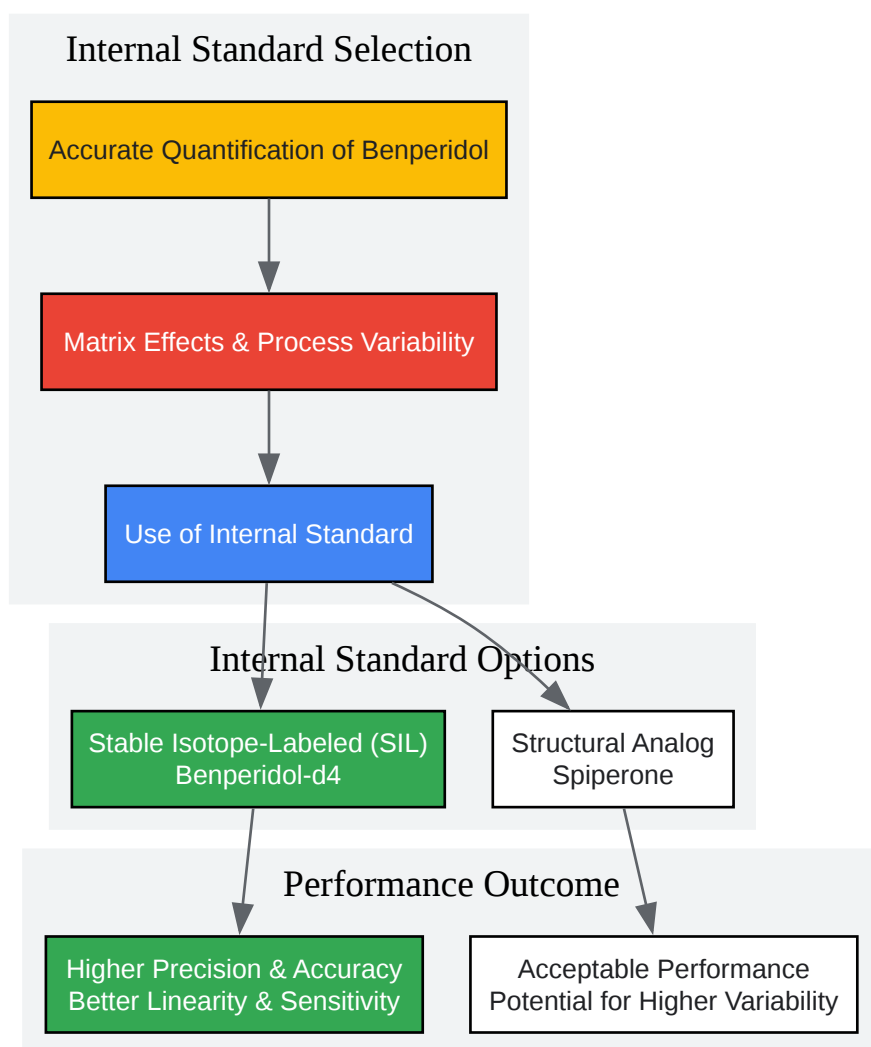 Internal Standard Selection
Accurate Quantification of Benperidol
Matrix Effects & Process Variability
Use of Internal Standard
Internal Standard Options
Stable Isotope-Labeled (SIL)
Benperidol-d4
Structural Analog
Spiperone
Performance Outcome
Higher Precision & Accuracy
Better Linearity & Sensitivity
Acceptable Performance
Potential for Higher Variability